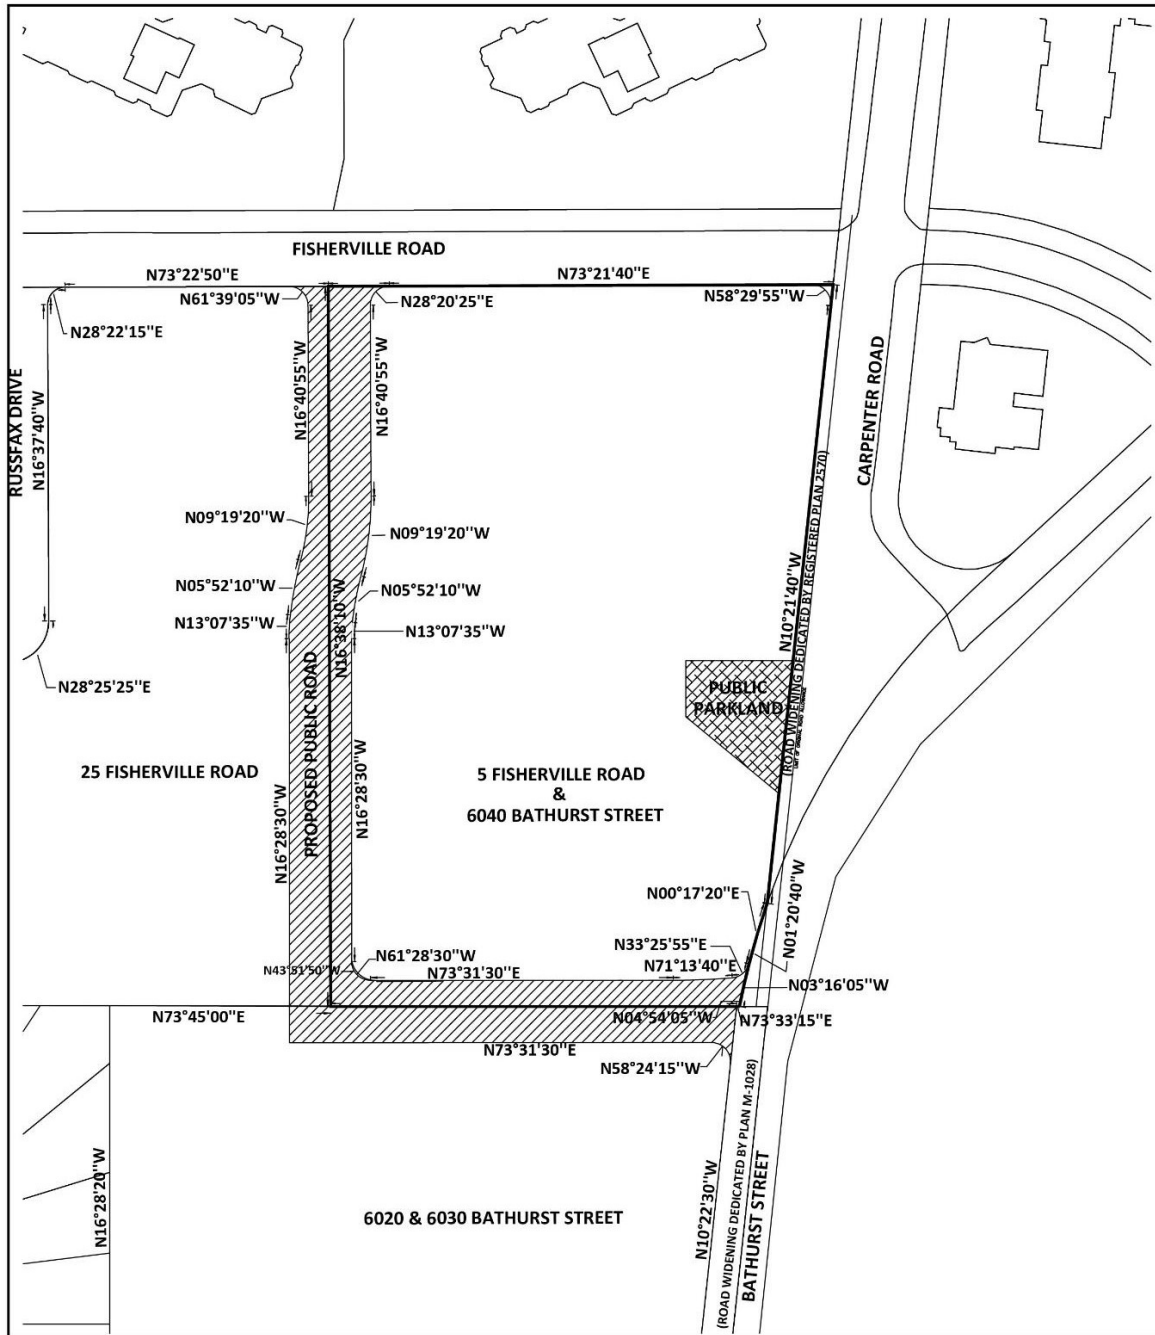 FISHERVILLE ROAD
N73°22'50"E
N73°21'40"E
N61°39'05"W
N28°20'25"E
N58°29'55"W
N28°22'15"E
RUSSFAX DRIVE
N16°37'40"W
N16°40'55"W
N16°40'55"W
CARPENTER ROAD
N09°19'20"W
N09°19'20"W
N05°52'10"W
N05°52'10"W
N13°07'35"W
N13°07'35"W
N16°38'10"W
N10°21'40"W
(ROAD WIDENING DEDICATED BY REGISTERED PLAN 2570)
N28°25'25"E
PROPOSED PUBLIC ROAD
PUBLIC
PARKLAND
25 FISHERVILLE ROAD
5 FISHERVILLE ROAD
&
6040 BATHURST STREET
N16°28'30"W
N16°28'30"W
N00°17'20"E
N01°20'40"W
N33°25'55"E
N61°28'30"W
N43°51'50"W
N73°31'30"E
N71°13'40"E
N03°16'05"W
N73°45'00"E
N04°54'05"W
N73°33'15"E
N73°31'30"E
N58°24'15"W
N16°28'20"W
6020 & 6030 BATHURST STREET
N10°22'30"W
(ROAD WIDENING DEDICATED BY PLAN M-1028)
BATHURST STREET